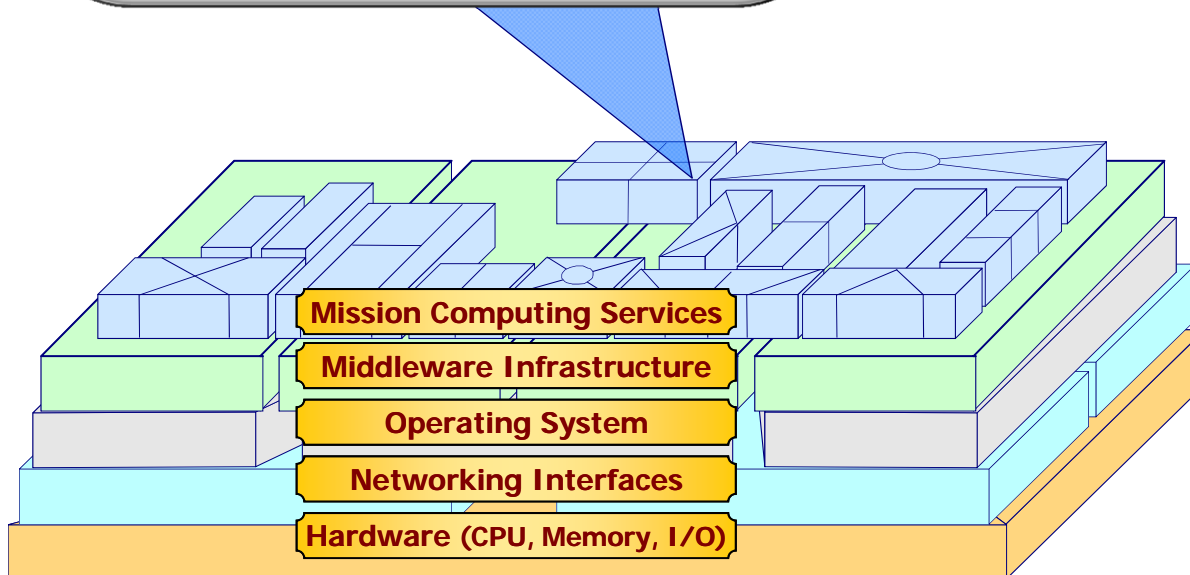 Mission Computing Services
Middleware Infrastructure
Operating System
Networking Interfaces
Hardware (CPU, Memory, I/O)